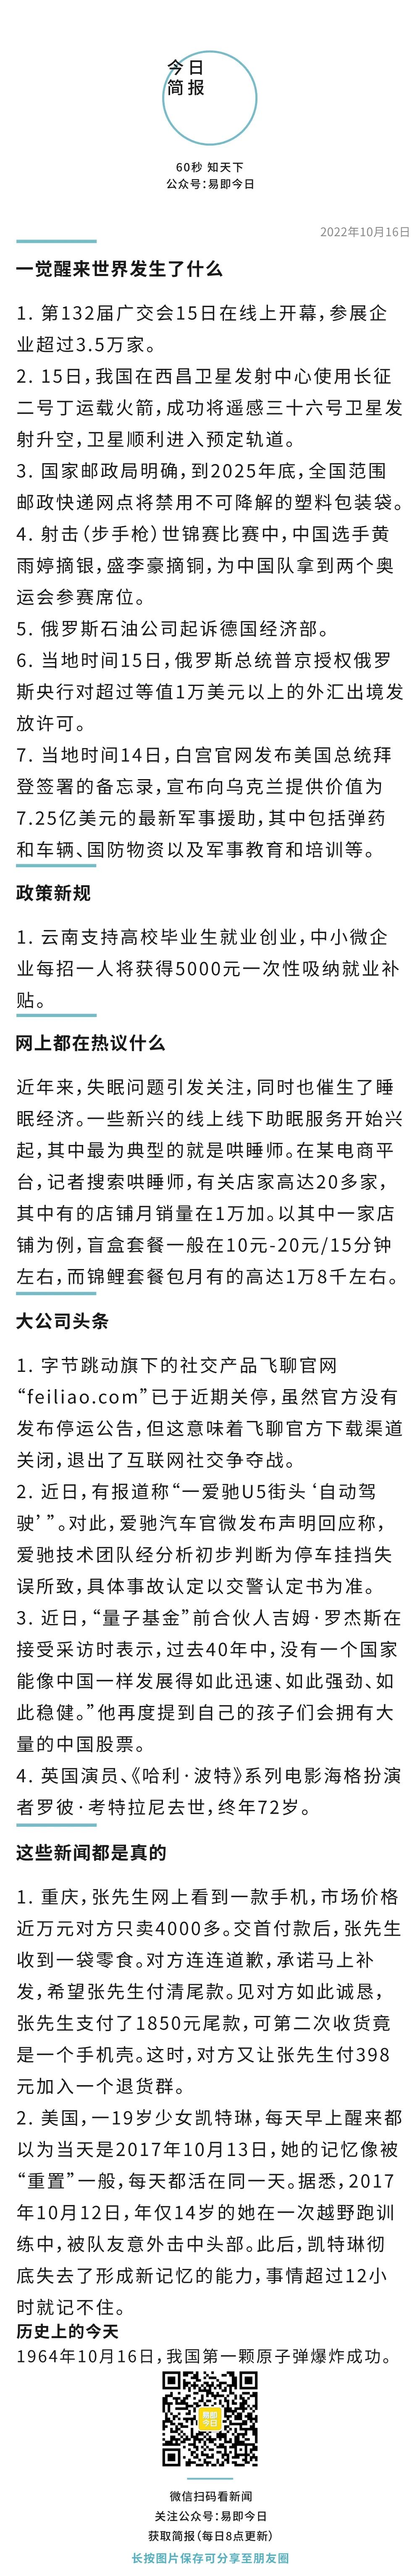 今日
简报
60秒 知天下
公众号：易即今日
2022年10月16日
一觉醒来世界发生了什么
1. 第132届广交会15日在线上开幕，参展企
业超过3.5万家。
2. 15日，我国在西昌卫星发射中心使用长征
二号丁运载火箭，成功将遥感三十六号卫星发
射升空，卫星顺利进入预定轨道。
3. 国家邮政局明确，到2025年底，全国范围
邮政快递网点将禁用不可降解的塑料包装袋。
4. 射击（步手枪）世锦赛比赛中，中国选手黄
雨婷摘银，盛李豪摘铜，为中国队拿到两个奥
运会参赛席位。
5. 俄罗斯石油公司起诉德国经济部。
6. 当地时间15日，俄罗斯总统普京授权俄罗
斯央行对超过等值1万美元以上的外汇出境发
放许可。
7. 当地时间14日，白宫官网发布美国总统拜
登签署的备忘录，宣布向乌克兰提供价值为
7.25亿美元的最新军事援助，其中包括弹药
和车辆、国防物资以及军事教育和培训等。
政策新规
1. 云南支持高校毕业生就业创业，中小微企
业每招一人将获得5000元一次性吸纳就业补
贴。
网上都在热议什么
近年来，失眠问题引发关注，同时也催生了睡
眠经济。一些新兴的线上线下助眠服务开始兴
起，其中最为典型的就是哄睡师。在某电商平
台，记者搜索哄睡师，有关店家高达20多家，
其中有的店铺月销量在1万加。以其中一家店
铺为例，盲盒套餐一般在10元-20元/15分钟
左右，而锦鲤套餐包月有的高达1万8千左右。
大公司头条
1. 字节跳动旗下的社交产品飞聊官网
“feiliao.com”已于近期关停，虽然官方没有
发布停运公告，但这意味着飞聊官方下载渠道
关闭，退出了互联网社交争夺战。
2. 近日，有报道称“一爱驰U5街头‘自动驾
驶’”。对此，爱驰汽车官微发布声明回应称，
爱驰技术团队经分析初步判断为停车挂挡失
误所致，具体事故认定以交警认定书为准。
3. 近日，“量子基金”前合伙人吉姆·罗杰斯在
接受采访时表示，过去40年中，没有一个国家
能像中国一样发展得如此迅速、如此强劲、如
此稳健。”他再度提到自己的孩子们会拥有大
量的中国股票。
4. 英国演员、《哈利·波特》系列电影海格扮演
者罗彼·考特拉尼去世，终年72岁。
这些新闻都是真的
1. 重庆，张先生网上看到一款手机，市场价格
近万元对方只卖4000多。交首付款后，张先生
收到一袋零食。对方连连道歉，承诺马上补
发，希望张先生付清尾款。见对方如此诚恳，
张先生支付了1850元尾款，可第二次收货竟
是一个手机壳。这时，对方又让张先生付398
元加入一个退货群。
2. 美国，一19岁少女凯特琳，每天早上醒来都
以为当天是2017年10月13日，她的记忆像被
“重置”一般，每天都活在同一天。据悉，2017
年10月12日，年仅14岁的她在一次越野跑训
练中，被队友意外击中头部。此后，凯特琳彻
底失去了形成新记忆的能力，事情超过12小
时就记不住。
历史上的今天
1964年10月16日，我国第一颗原子弹爆炸成功。
易即
今日
微信扫码看新闻
关注公众号：易即今日
获取简报（每日8点更新）
长按图片保存可分享至朋友圈